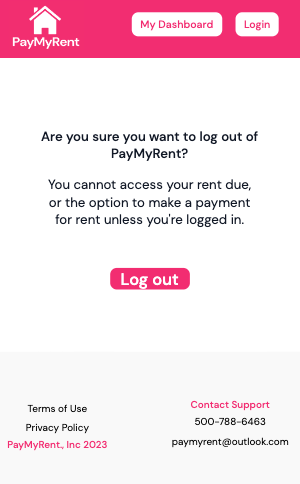 PayMyRent
My Dashboard
Login
Are you sure you want to log out of
PayMyRent?
You cannot access your rent due,
or the option to make a payment
for rent unless you're logged in.
Log out
Terms of Use
Privacy Policy
PayMyRent., Inc 2023
Contact Support
500-788-6463
paymyrent@outlook.com